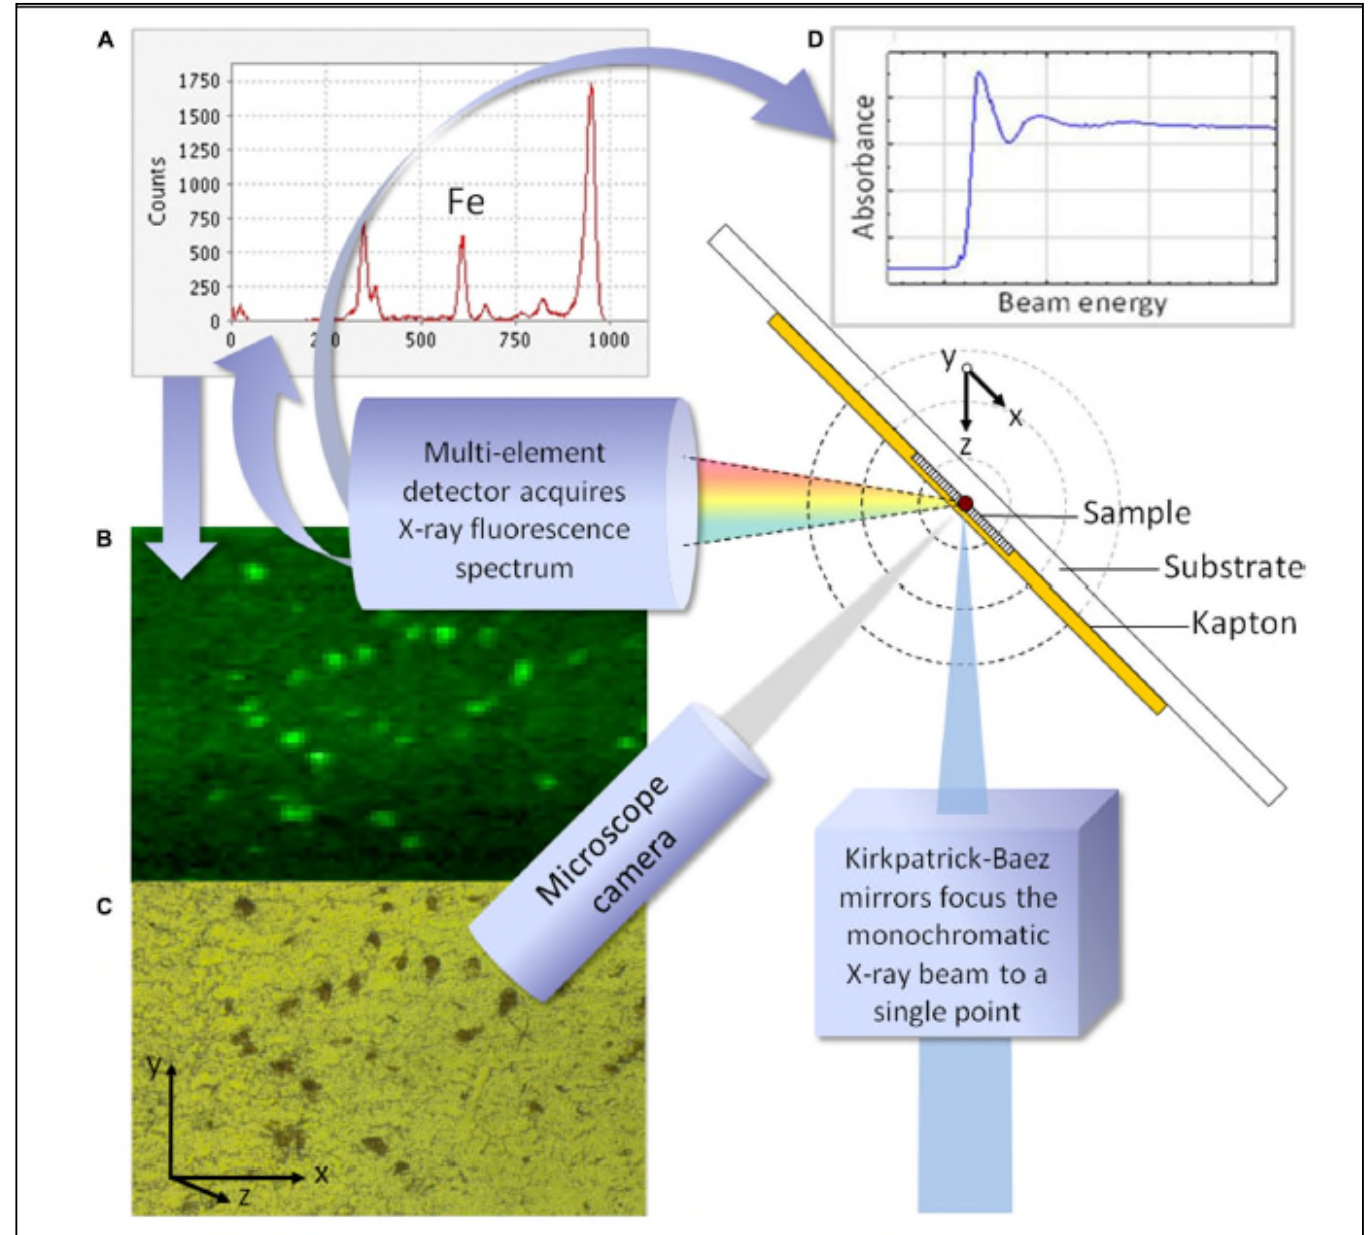 A
1750
1500
1250
1000
750
500
250
0
Counts
Fe
0
500
750
1000
D
Absorbance
Beam energy
y
x
z
Multi-element
detector acquires
X-ray fluorescence
spectrum
Sample
Substrate
Kapton
B
Microscope
camera
Kirkpatrick-Baez
mirrors focus the
monochromatic
X-ray beam to a
single point
C
y
x
z